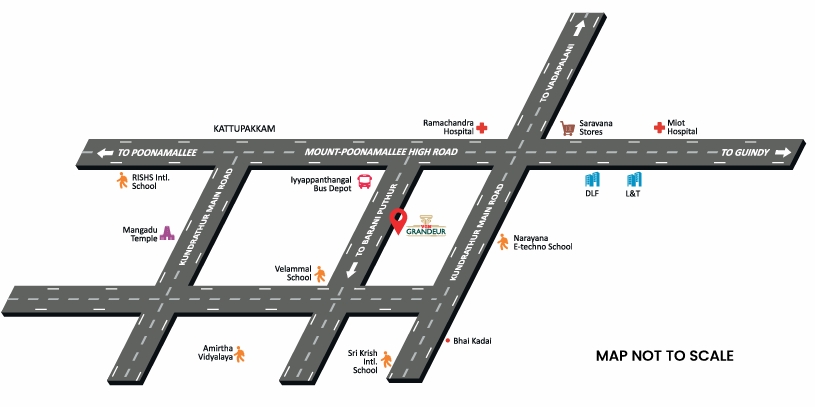 TO VADAPALANI
KATTUPAKKAM
Ramachandra
Hospital
Saravana
Stores
Miot
Hospital
TO POONAMALLEE
MOUNT-POONAMALLEE HIGH ROAD
TO GUINDY
RISHS Intl.
School
Iyyappanthangal
Bus Depot
DLF
L&T
KUNDRATHUR MAIN ROAD
TO BARANI PUTHUR
KUNDRATHUR MAIN ROAD
Mangadu
Temple
GRANDEUR
Narayana
E-techno School
Velammal
School
Amirtha
Vidyalaya
Sri Krish
Intl.
School
Bhai Kadai
MAP NOT TO SCALE